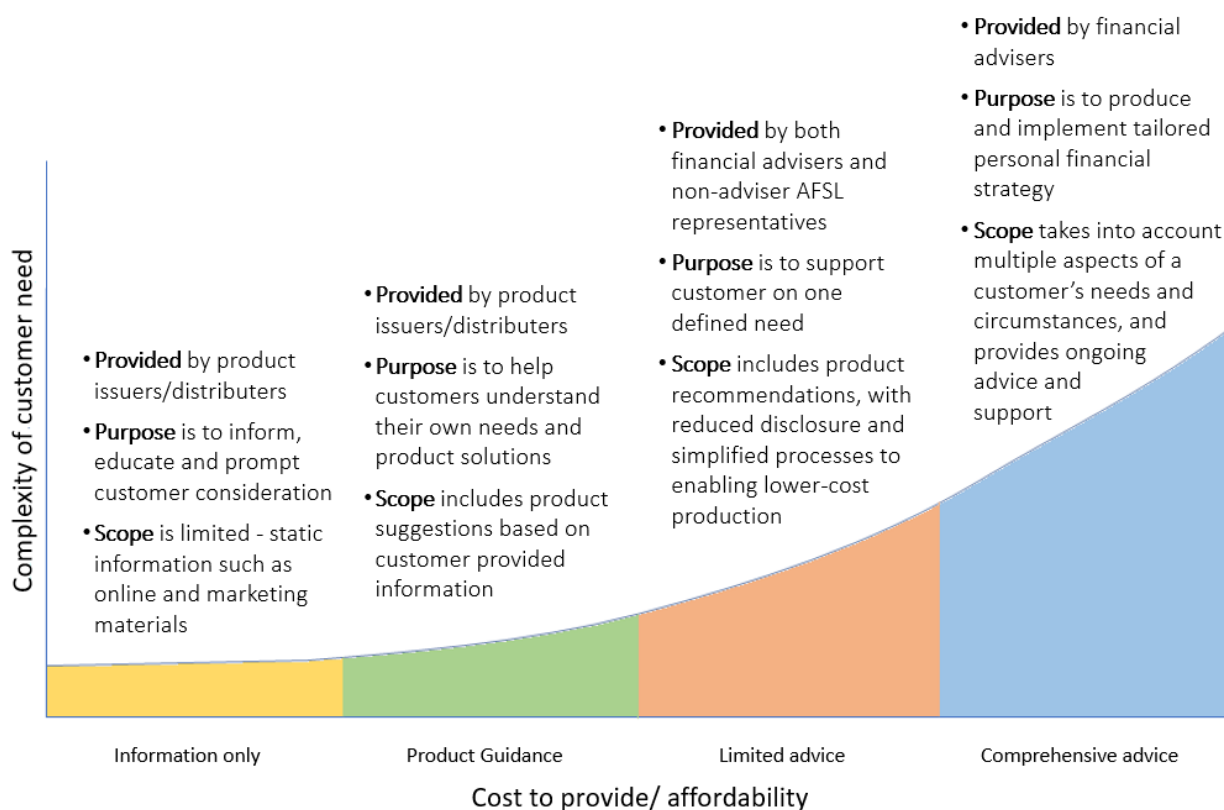 Complexity of customer need
• Provided by product
issuers/distributers
• Purpose is to inform,
educate and prompt
customer consideration
• Scope is limited - static
information such as
online and marketing
materials
• Provided by product
issuers/distributers
• Purpose is to help
customers understand
their own needs and
product solutions
• Scope includes product
suggestions based on
customer provided
information
• Provided by both
financial advisers and
non-adviser AFSL
representatives
• Purpose is to support
customer on one
defined need
• Scope includes product
recommendations, with
reduced disclosure and
simplified processes to
enabling lower-cost
production
• Provided by financial
advisers
• Purpose is to produce
and implement tailored
personal financial
strategy
• Scope takes into account
multiple aspects of a
customer's needs and
circumstances, and
provides ongoing
advice and
support
Information only
Product Guidance
Limited advice
Comprehensive advice
Cost to provide/ affordability